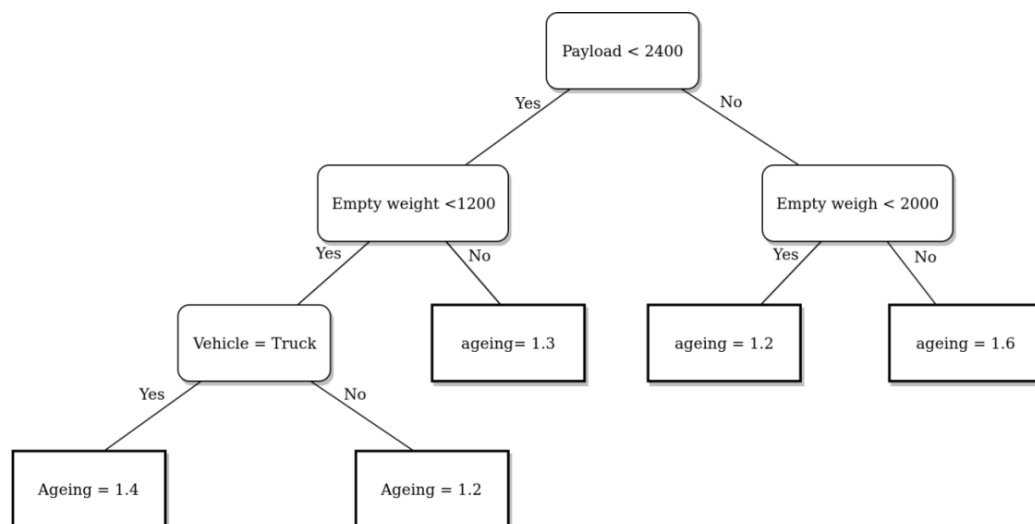 Payload < 2400
Yes
No
Empty weight <1200
Empty weigh < 2000
Yes
No
Yes
No
Vehicle = Truck
ageing= 1.3
ageing = 1.2
ageing = 1.6
Yes
No
Ageing = 1.4
Ageing = 1.2